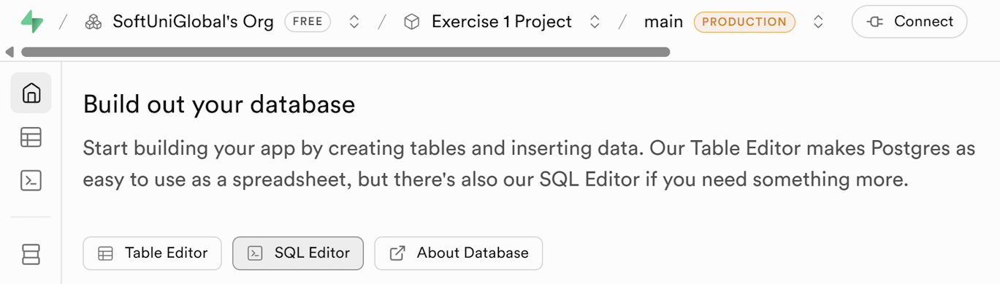 SoftUniGlobal's Org FREE Exercise 1 Project main PRODUCTION Connect
Build out your database
Start building your app by creating tables and inserting data. Our Table Editor makes Postgres as
easy to use as a spreadsheet, but there's also our SQL Editor if you need something more.
Table Editor SQL Editor About Database